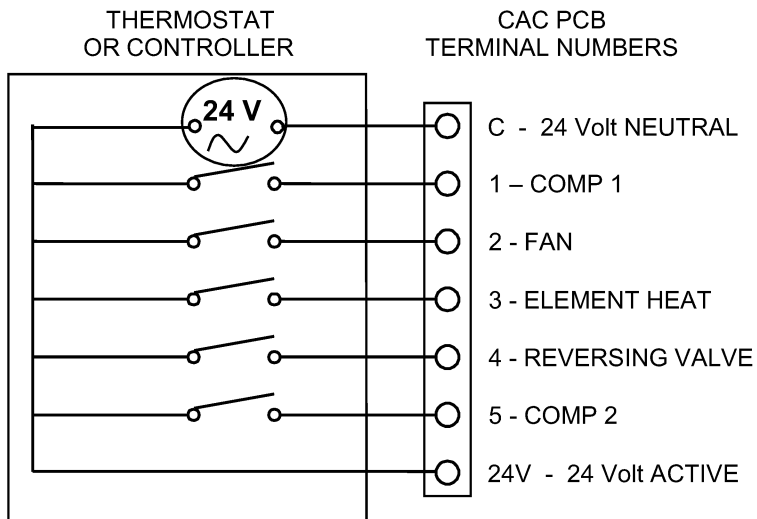 THERMOSTAT
OR CONTROLLER
CAC PCB
TERMINAL NUMBERS
24 V
C - 24 Volt NEUTRAL
1 – COMP 1
2 - FAN
3 - ELEMENT HEAT
4 - REVERSING VALVE
5 - COMP 2
24V - 24 Volt ACTIVE